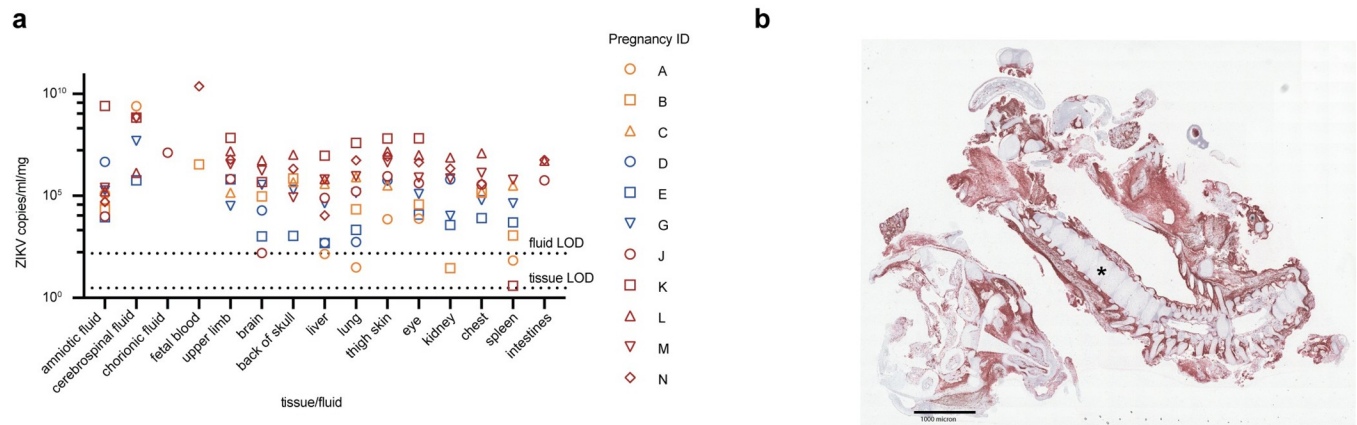 a
b
Pregnancy ID
A
B
C
D
E
G
J
K
L
M
N
ZIKV copies/ml/mg
10¹⁰
10⁵
10⁰
fluid LOD
tissue LOD
amniotic fluid
cerebrospinal fluid
chorionic fluid
fetal blood
upper limb
brain
back of skull
liver
lung
thigh skin
eye
kidney
chest
spleen
intestines
tissue/fluid
*
1000 micron